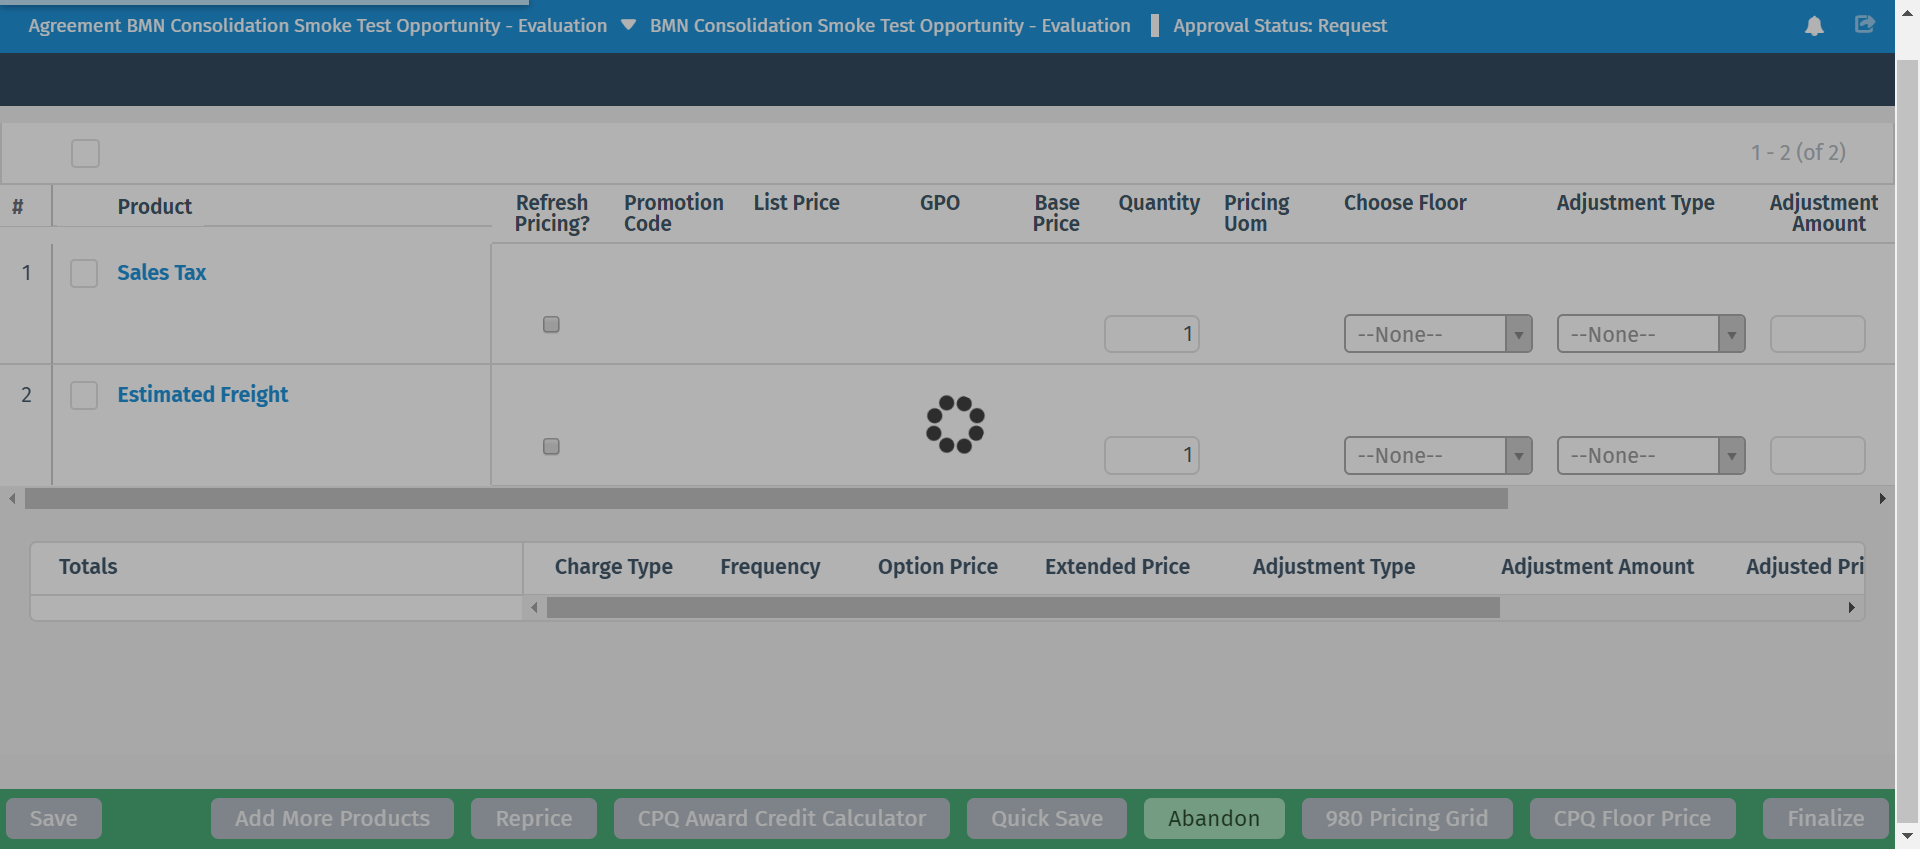 Agreement BMN Consolidation Smoke Test Opportunity - Evaluation BMN Consolidation Smoke Test Opportunity - Evaluation Approval Status: Request
1 - 2 (of 2)
# Product Refresh Pricing? Promotion Code List Price GPO Base Price Quantity Pricing Uom Choose Floor Adjustment Type Adjustment Amount
1 Sales Tax
1 --None-- --None--
2 Estimated Freight
1 --None-- --None--
Totals Charge Type Frequency Option Price Extended Price Adjustment Type Adjustment Amount Adjusted Pri
Save Add More Products Reprice CPQ Award Credit Calculator Quick Save Abandon 980 Pricing Grid CPQ Floor Price Finalize